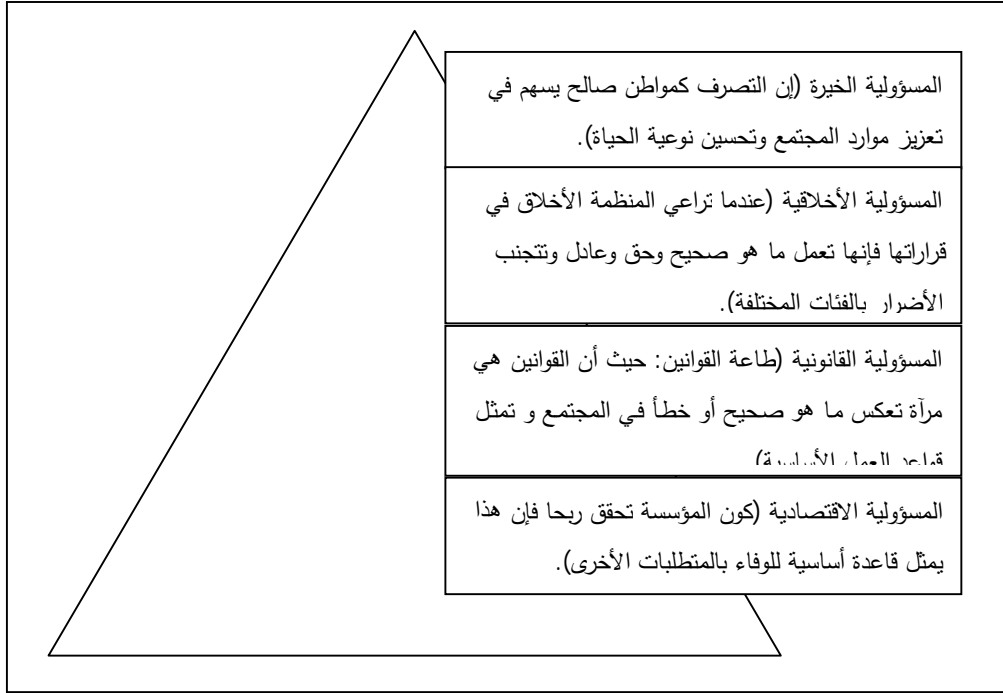 المسؤولية الخيرة (إن التصرف كمواطن صالح يسهم في
تعزيز موارد المجتمع وتحسين نوعية الحياة).
المسؤولية الأخلاقية (عندما تراعي المنظمة الأخلاق في
قراراتها فإنها تعمل ما هو صحيح وحق وعادل وتتجنب
الأضرار بالفئات المختلفة).
المسؤولية القانونية (طاعة القوانين: حيث أن القوانين هي
مرآة تعكس ما هو صحيح أو خطأ في المجتمع و تمثل
قواعد العمل الأساسية)
المسؤولية الاقتصادية (كون المؤسسة تحقق ربحا فإن هذا
يمثل قاعدة أساسية للوفاء بالمتطلبات الأخرى).